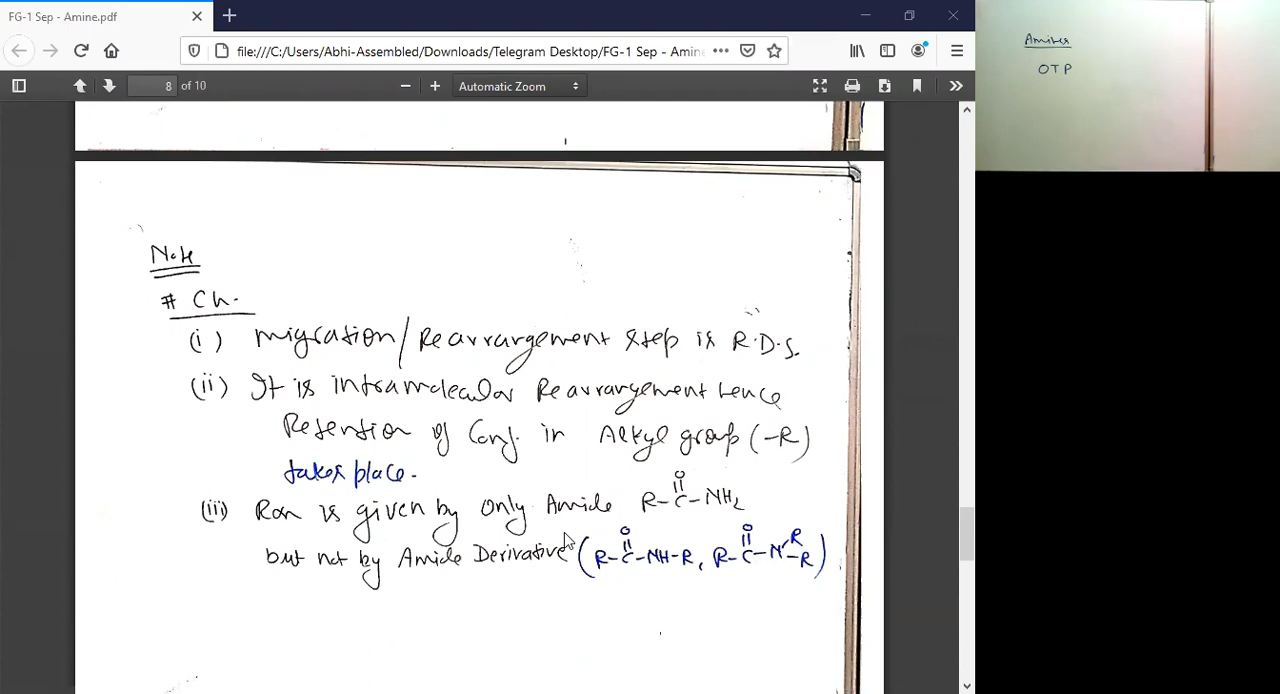 FG-1 Sep - Amine.pdf
file:///C:/Users/Abhi-Assembled/Downloads/Telegram Desktop/FG-1 Sep - Amine
8 of 10
Automatic Zoom
Note
# Ch.
(i) Migration/Rearrangement step is R.D.S.
(ii) It is intramolecular Rearrangement hence
Retention of Conf. in Alkyl group (-R)
takes place.
(iii) Rxn is given by only Amide R-C(=O)-NH2
but not by Amide Derivative (R-C(=O)-NH-R, R-C(=O)-N(-R)-R)
Amines
OTP